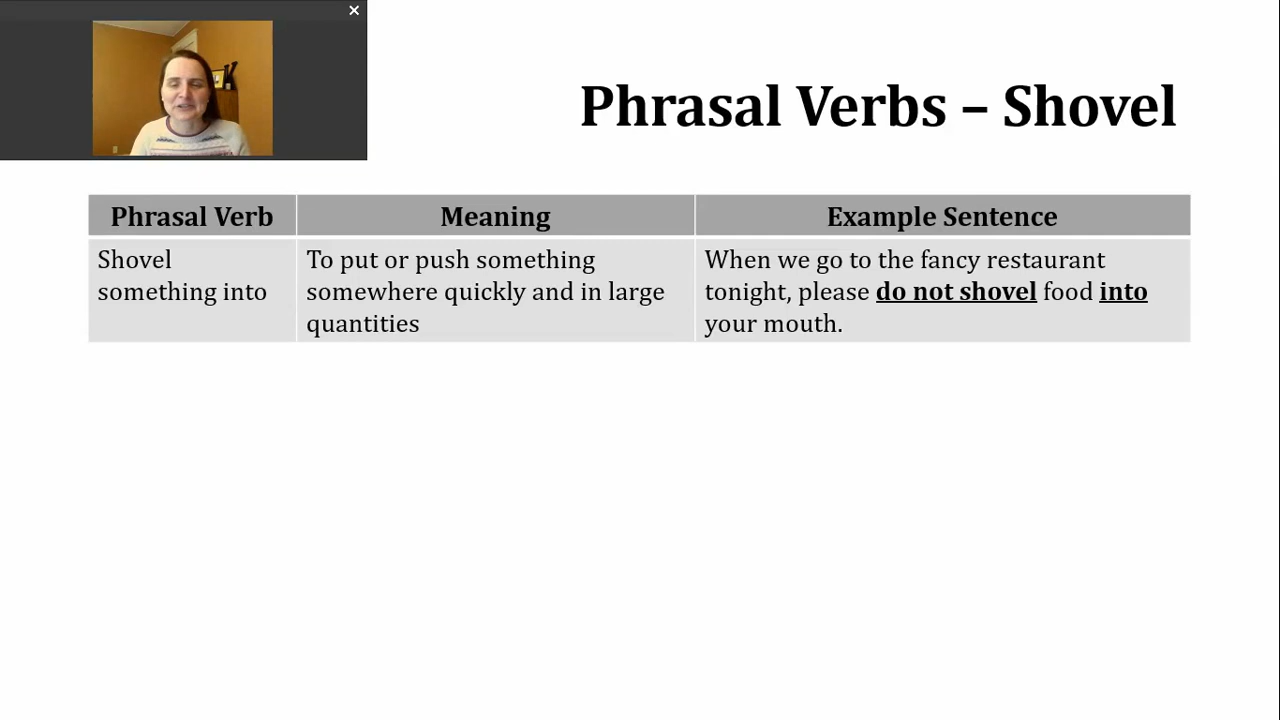 Phrasal Verbs – Shovel
Phrasal Verb
Meaning
Example Sentence
Shovel
something into
To put or push something
somewhere quickly and in large
quantities
When we go to the fancy restaurant
tonight, please do not shovel food into
your mouth.